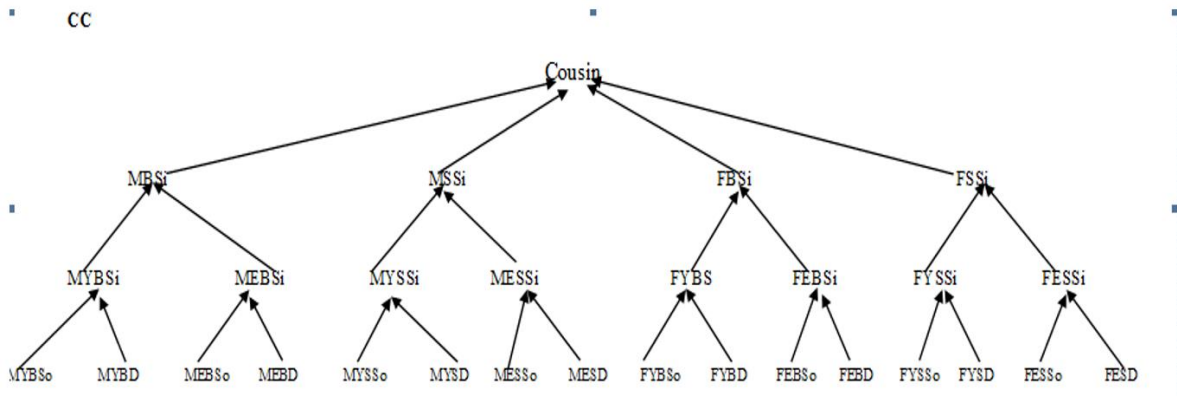 CC
Cousin
MBSi MSSi FBSi FSSi
MYBSi MEBSi MYSSi MESSi FYBS FEBSi FYSSi FESSi
MYBSo MYBD MEBSo MEBD MYSSo MYSD MESSo MESD FYBSo FYBD FEBSo FEBD FYSSo FYSD FESSo FESD